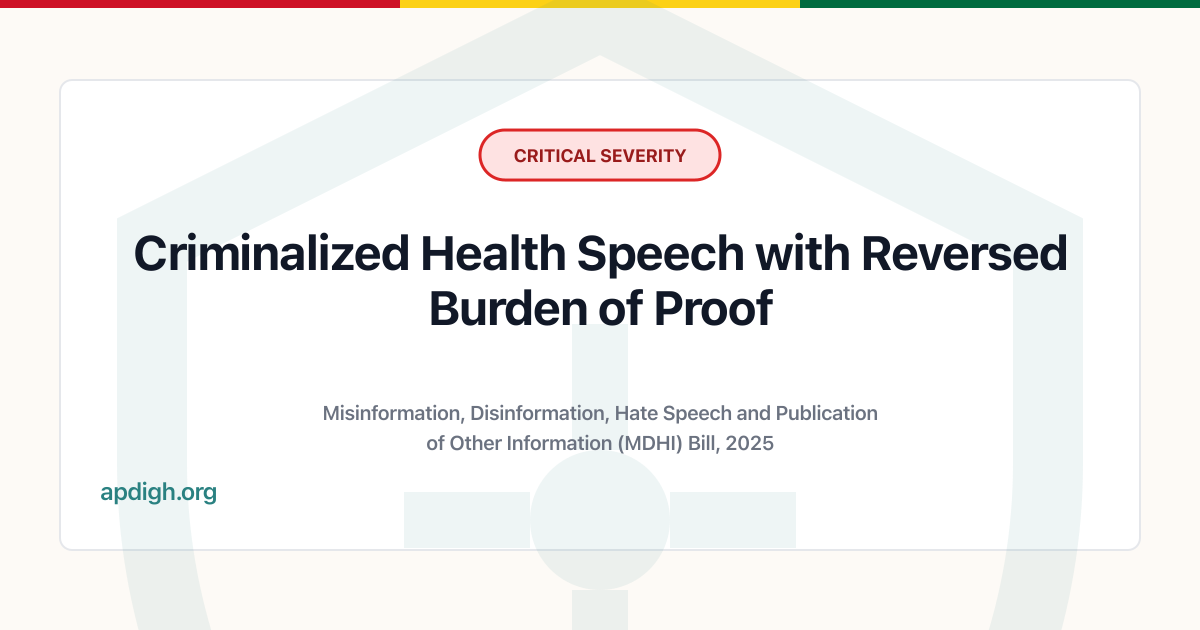 CRITICAL SEVERITY
Criminalized Health Speech with Reversed
Burden of Proof
Misinformation, Disinformation, Hate Speech and Publication
of Other Information (MDHI) Bill, 2025
apdigh.org